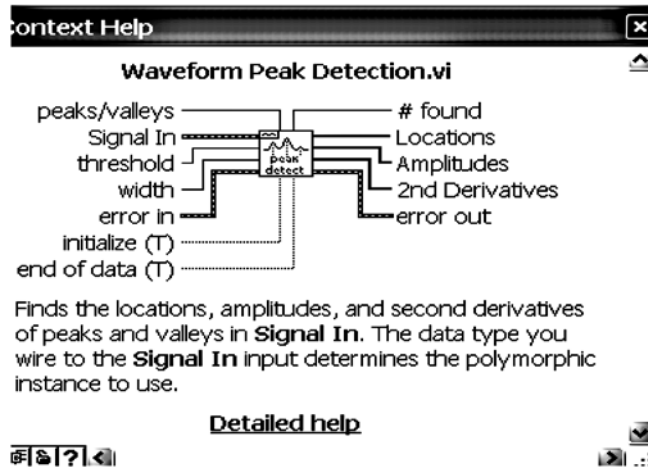 Context Help
Waveform Peak Detection.vi
peaks/valleys
# found
Signal In
Locations
threshold
Amplitudes
width
2nd Derivatives
error in
error out
initialize (T)
end of data (T)
peak
detect
Finds the locations, amplitudes, and second derivatives
of peaks and valleys in Signal In. The data type you
wire to the Signal In input determines the polymorphic
instance to use.
Detailed help
?